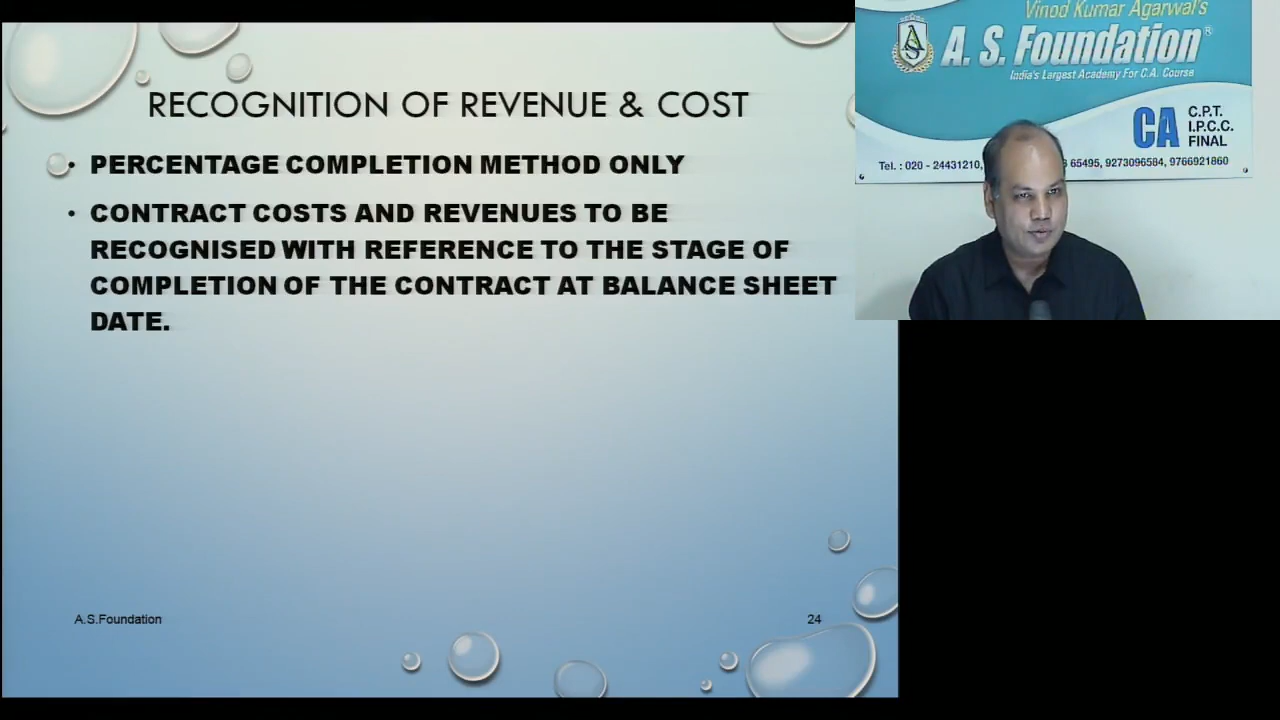 RECOGNITION OF REVENUE & COST
• PERCENTAGE COMPLETION METHOD ONLY
• CONTRACT COSTS AND REVENUES TO BE
RECOGNISED WITH REFERENCE TO THE STAGE OF
COMPLETION OF THE CONTRACT AT BALANCE SHEET
DATE.
A.S.Foundation
24
Vinod Kumar Agarwal's
A. S. Foundation®
India's Largest Academy For C.A. Course
CA
C.P.T.
I.P.C.C.
FINAL
Tel. : 020 - 24431210, 65495, 9273096584, 9766921860